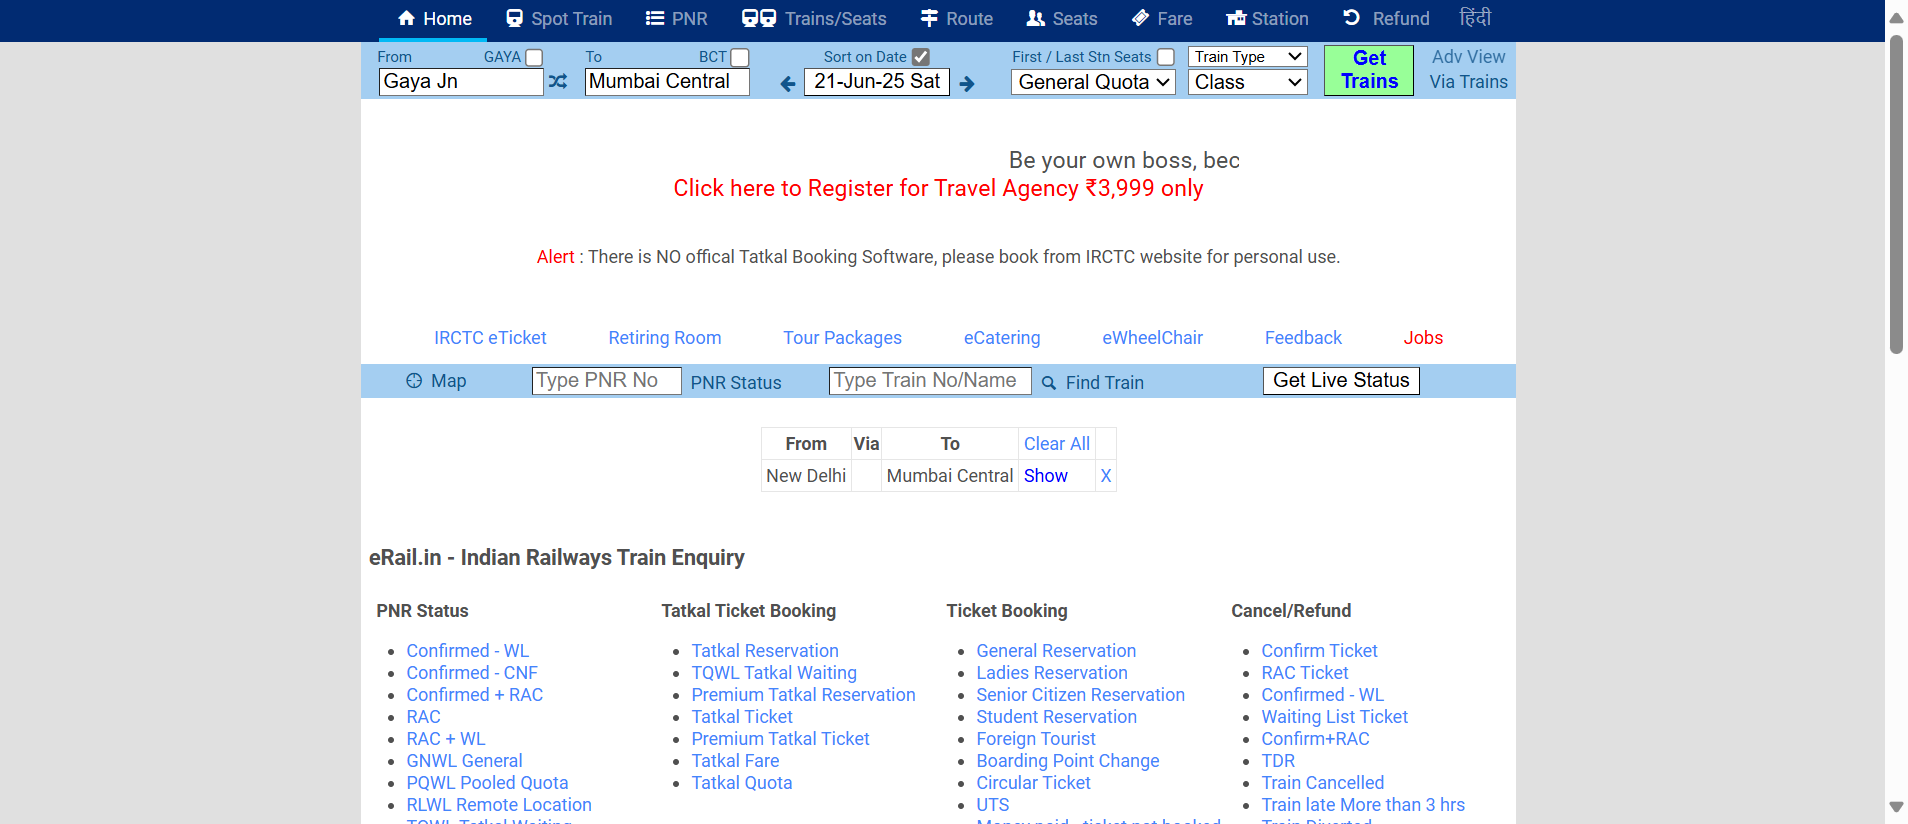 Home Spot Train PNR Trains/Seats Route Seats Fare Station Refund हिंदी
From GAYA To BCT Sort on Date First / Last Stn Seats Train Type Get Trains Adv View
Gaya Jn Mumbai Central 21-Jun-25 Sat General Quota Class Via Trains
Be your own boss, bec
Click here to Register for Travel Agency ₹3,999 only
Alert : There is NO offical Tatkal Booking Software, please book from IRCTC website for personal use.
IRCTC eTicket Retiring Room Tour Packages eCatering eWheelChair Feedback Jobs
Map Type PNR No PNR Status Type Train No/Name Find Train Get Live Status
From Via To Clear All
New Delhi Mumbai Central Show X
eRail.in - Indian Railways Train Enquiry
PNR Status
Confirmed - WL
Confirmed - CNF
Confirmed + RAC
RAC
RAC + WL
GNWL General
PQWL Pooled Quota
RLWL Remote Location
TQWL Tatkal Waiting
Tatkal Ticket Booking
Tatkal Reservation
TQWL Tatkal Waiting
Premium Tatkal Reservation
Tatkal Ticket
Premium Tatkal Ticket
Tatkal Fare
Tatkal Quota
Ticket Booking
General Reservation
Ladies Reservation
Senior Citizen Reservation
Student Reservation
Foreign Tourist
Boarding Point Change
Circular Ticket
UTS
Money paid - ticket not booked
Cancel/Refund
Confirm Ticket
RAC Ticket
Confirmed - WL
Waiting List Ticket
Confirm+RAC
TDR
Train Cancelled
Train late More than 3 hrs
Train Diverted